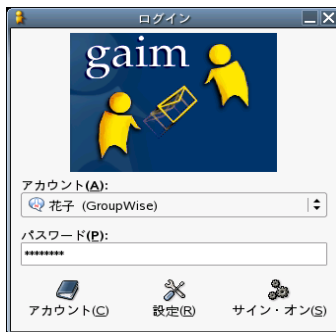 ログイン
gaim
アカウント(A):
花子 (GroupWise)
パスワード(P):
********
アカウント(C) 設定(R) サイン・オン(S)